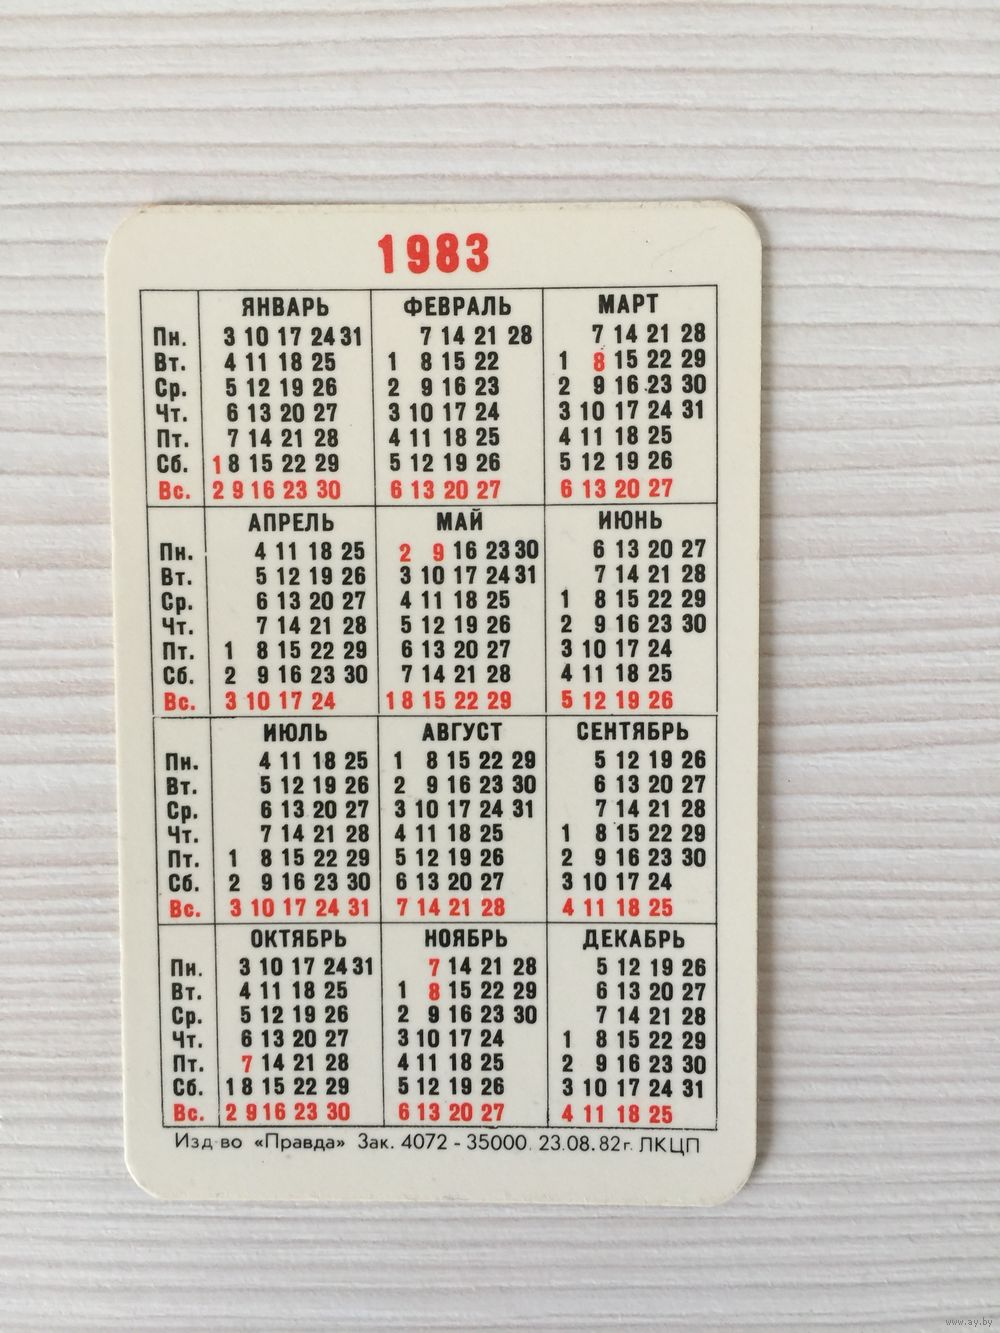 1983
ЯНВАРЬ ФЕВРАЛЬ МАРТ
Пн. 3 10 17 24 31 7 14 21 28 7 14 21 28
Вт. 4 11 18 25 1 8 15 22 1 8 15 22 29
Ср. 5 12 19 26 2 9 16 23 2 9 16 23 30
Чт. 6 13 20 27 3 10 17 24 3 10 17 24 31
Пт. 7 14 21 28 4 11 18 25 4 11 18 25
Сб. 1 8 15 22 29 5 12 19 26 5 12 19 26
Вс. 2 9 16 23 30 6 13 20 27 6 13 20 27
АПРЕЛЬ МАЙ ИЮНЬ
Пн. 4 11 18 25 2 9 16 23 30 6 13 20 27
Вт. 5 12 19 26 3 10 17 24 31 7 14 21 28
Ср. 6 13 20 27 4 11 18 25 1 8 15 22 29
Чт. 7 14 21 28 5 12 19 26 2 9 16 23 30
Пт. 1 8 15 22 29 6 13 20 27 3 10 17 24
Сб. 2 9 16 23 30 7 14 21 28 4 11 18 25
Вс. 3 10 17 24 1 8 15 22 29 5 12 19 26
ИЮЛЬ АВГУСТ СЕНТЯБРЬ
Пн. 4 11 18 25 1 8 15 22 29 5 12 19 26
Вт. 5 12 19 26 2 9 16 23 30 6 13 20 27
Ср. 6 13 20 27 3 10 17 24 31 7 14 21 28
Чт. 7 14 21 28 4 11 18 25 1 8 15 22 29
Пт. 1 8 15 22 29 5 12 19 26 2 9 16 23 30
Сб. 2 9 16 23 30 6 13 20 27 3 10 17 24
Вс. 3 10 17 24 31 7 14 21 28 4 11 18 25
ОКТЯБРЬ НОЯБРЬ ДЕКАБРЬ
Пн. 3 10 17 24 31 7 14 21 28 5 12 19 26
Вт. 4 11 18 25 1 8 15 22 29 6 13 20 27
Ср. 5 12 19 26 2 9 16 23 30 7 14 21 28
Чт. 6 13 20 27 3 10 17 24 1 8 15 22 29
Пт. 7 14 21 28 4 11 18 25 2 9 16 23 30
Сб. 1 8 15 22 29 5 12 19 26 3 10 17 24 31
Вс. 2 9 16 23 30 6 13 20 27 4 11 18 25
Изд-во «Правда» Зак. 4072 - 35000. 23.08.82г. ЛКЦП
www.ay.by